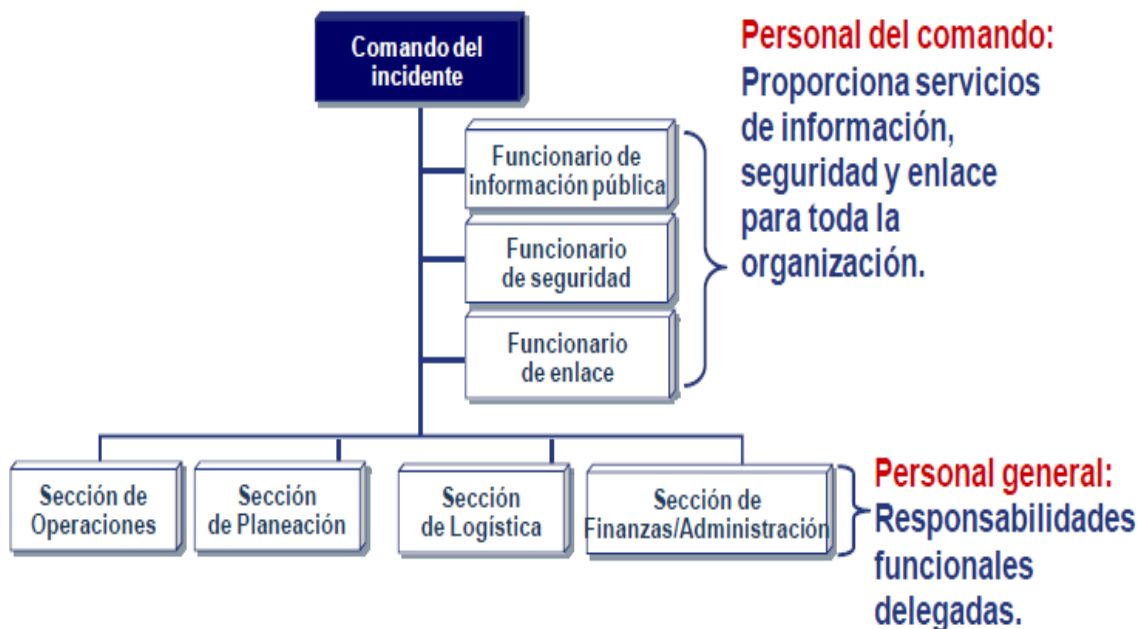 Comando del
incidente
Personal del comando:
Proporciona servicios
de información,
seguridad y enlace
para toda la
organización.
Funcionario de
información pública
Funcionario
de seguridad
Funcionario
de enlace
Sección de
Operaciones
Sección
de Planeación
Sección
de Logística
Sección de
Finanzas/Administración
Personal general:
Responsabilidades
funcionales
delegadas.